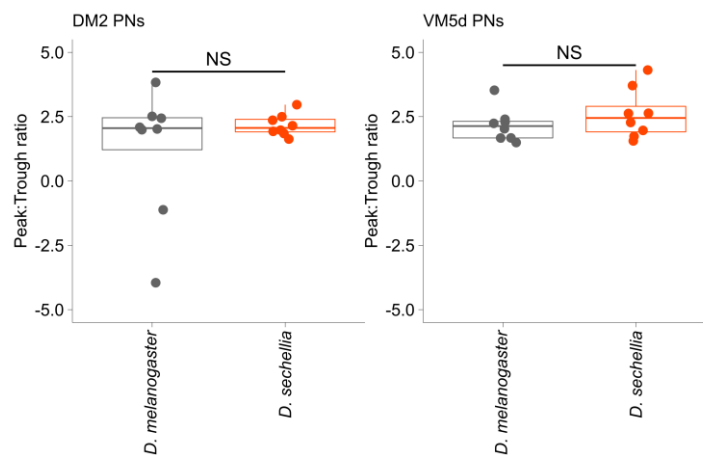 DM2 PNs
NS
Peak:Trough ratio
5.0
2.5
0.0
-2.5
-5.0
D. melanogaster
D. sechellia
VM5d PNs
NS
Peak:Trough ratio
5.0
2.5
0.0
-2.5
-5.0
D. melanogaster
D. sechellia